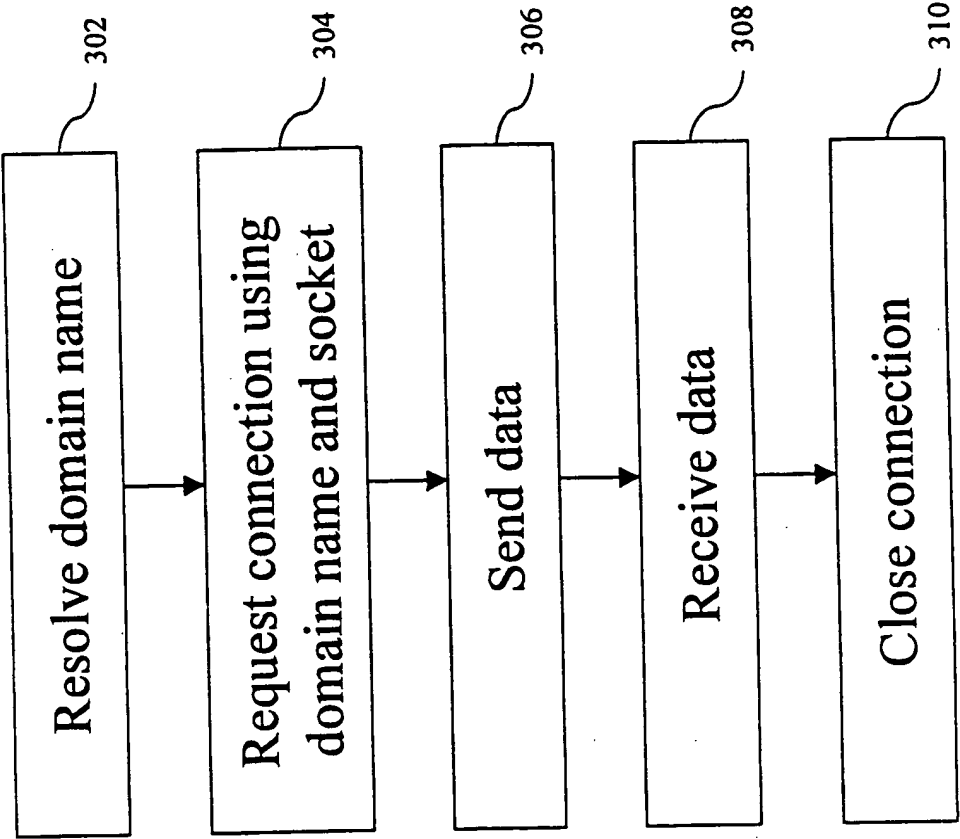 Resolve domain name
302
Request connection using
domain name and socket
304
Send data
306
Receive data
308
Close connection
310